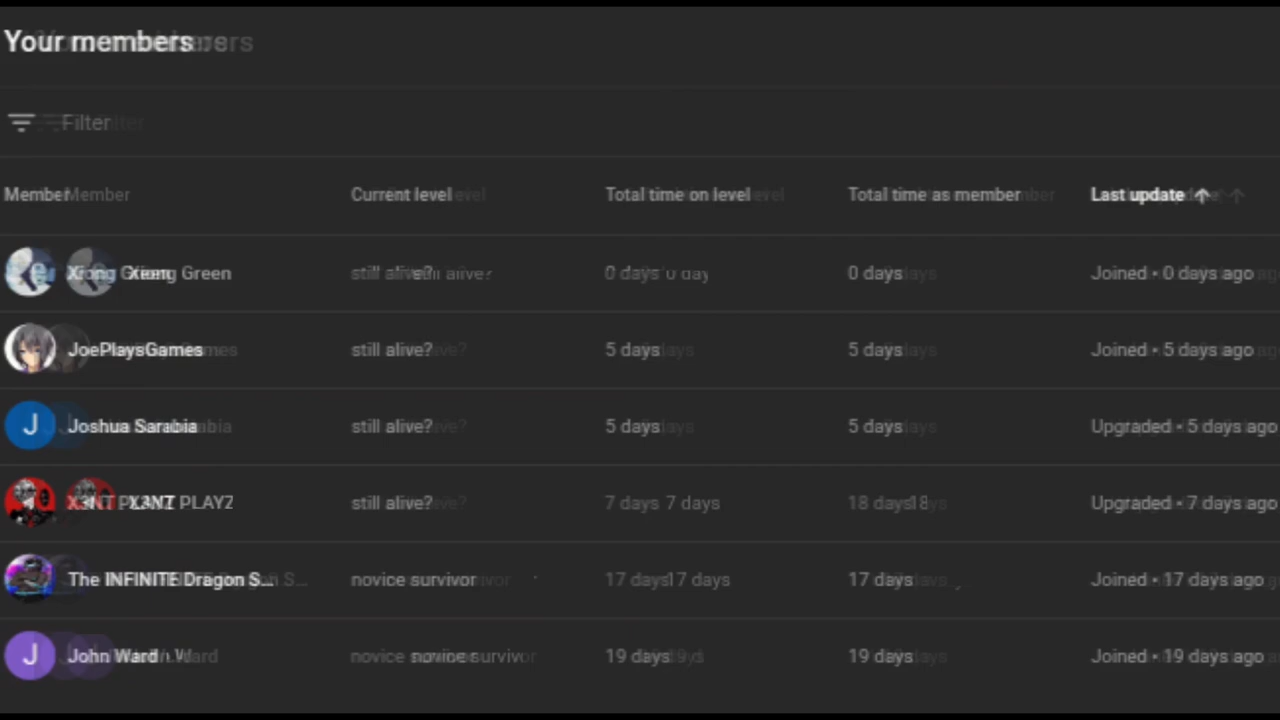 Your members
Filter
Member Current level Total time on level Total time as member Last update
Xiong Green still alive? 0 days 0 days Joined • 0 days ago
JoePlaysGames still alive? 5 days 5 days Joined • 5 days ago
J Joshua Sarabia still alive? 5 days 5 days Upgraded • 5 days ago
X3NT PLAYZ still alive? 7 days 18 days Upgraded • 7 days ago
The INFINITE Dragon S... novice survivor 17 days 17 days Joined • 17 days ago
J John Ward novice survivor 19 days 19 days Joined • 19 days ago